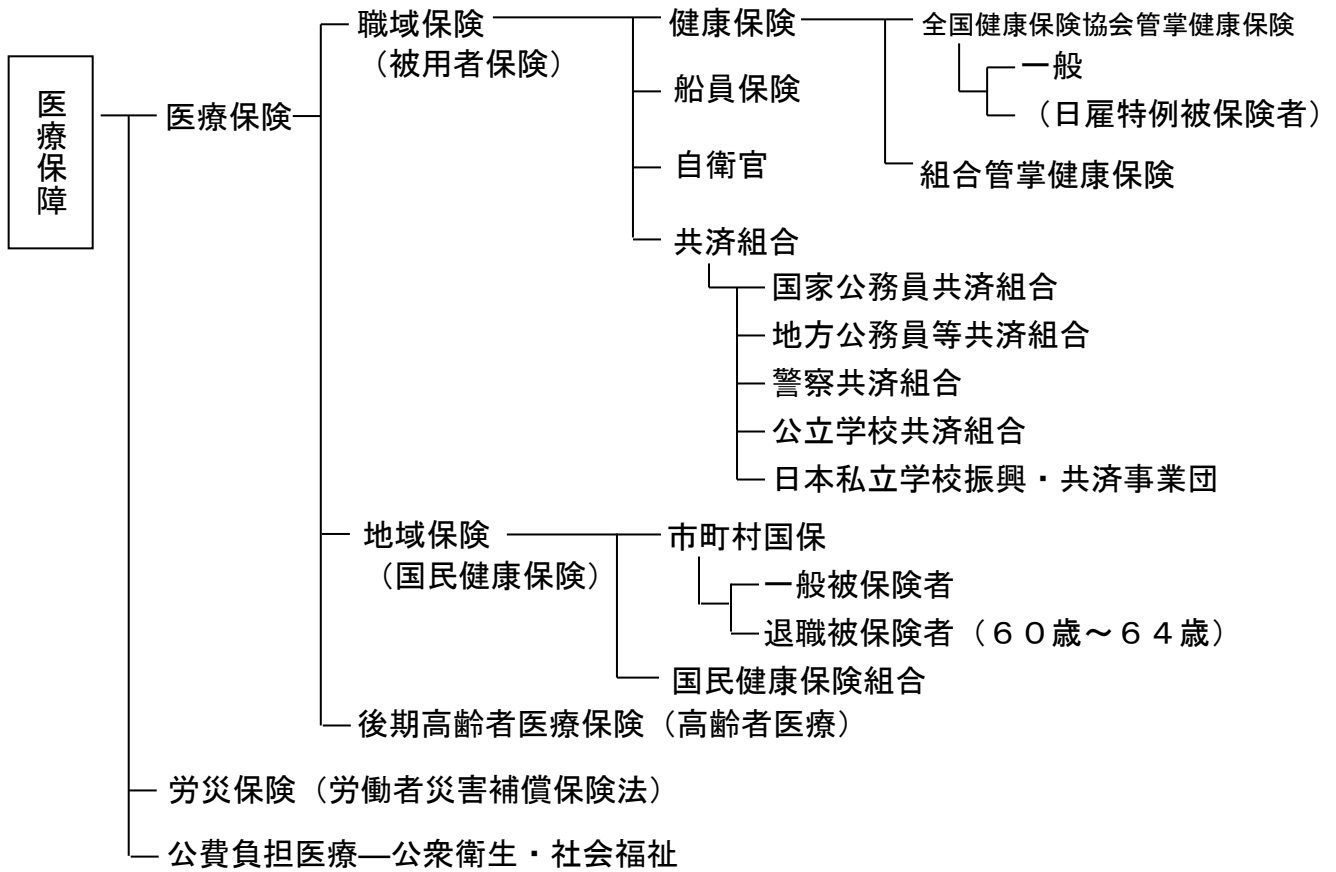 医療保障
医療保険
職域保険
（被用者保険）
健康保険
全国健康保険協会管掌健康保険
一般
（日雇特例被保険者）
組合管掌健康保険
船員保険
自衛官
共済組合
国家公務員共済組合
地方公務員等共済組合
警察共済組合
公立学校共済組合
日本私立学校振興・共済事業団
地域保険
（国民健康保険）
市町村国保
一般被保険者
退職被保険者（６０歳～６４歳）
国民健康保険組合
後期高齢者医療保険（高齢者医療）
労災保険（労働者災害補償保険法）
公費負担医療―公衆衛生・社会福祉